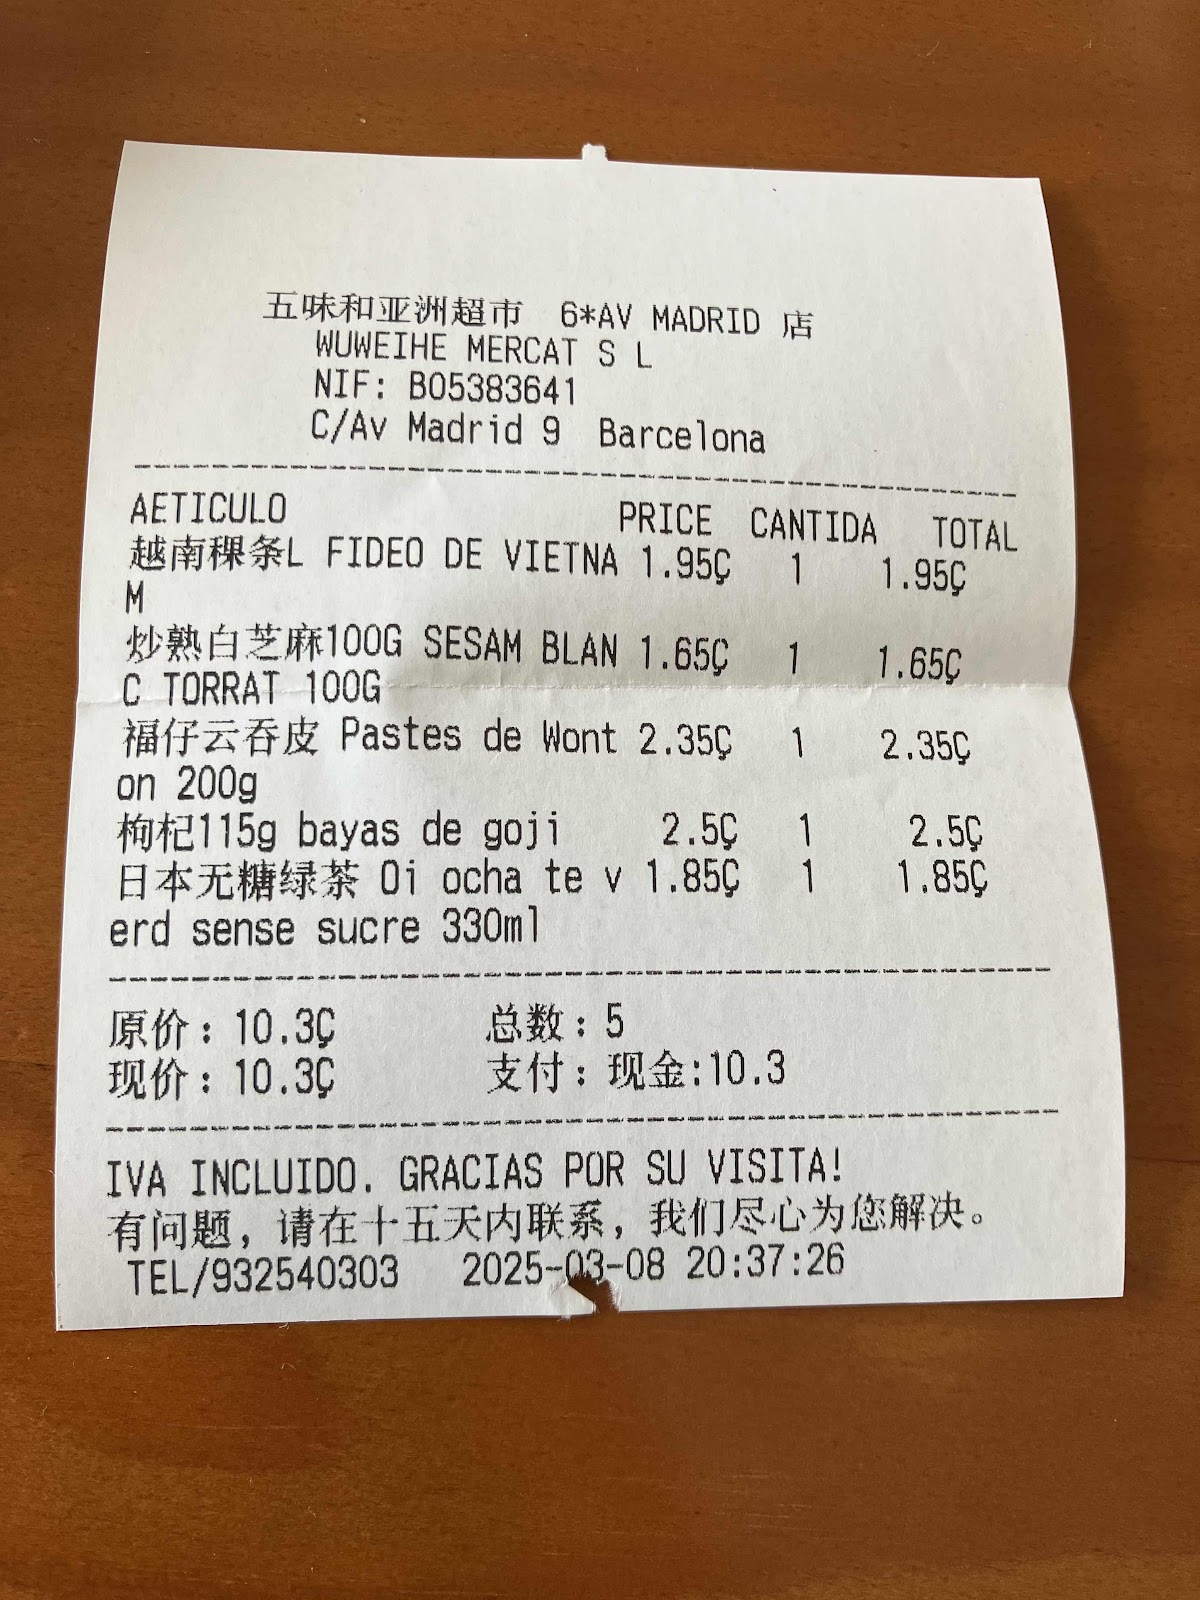 五味和亚洲超市 6*AV MADRID 店
WUWEIHE MERCAT S L
NIF: B05383641
C/Av Madrid 9 Barcelona
AETICULO PRICE CANTIDA TOTAL
越南稞条L FIDEO DE VIETNA 1.95Ç 1 1.95Ç
M
炒熟白芝麻100G SESAM BLAN 1.65Ç 1 1.65Ç
C TORRAT 100G
福仔云吞皮 Pastes de Wont 2.35Ç 1 2.35Ç
on 200g
枸杞115g bayas de goji 2.5Ç 1 2.5Ç
日本无糖绿茶 Oi ocha te v 1.85Ç 1 1.85Ç
erd sense sucre 330ml
原价：10.3Ç 总数：5
现价：10.3Ç 支付：现金:10.3
IVA INCLUIDO. GRACIAS POR SU VISITA!
有问题，请在十五天内联系，我们尽心为您解决。
TEL/932540303 2025-03-08 20:37:26